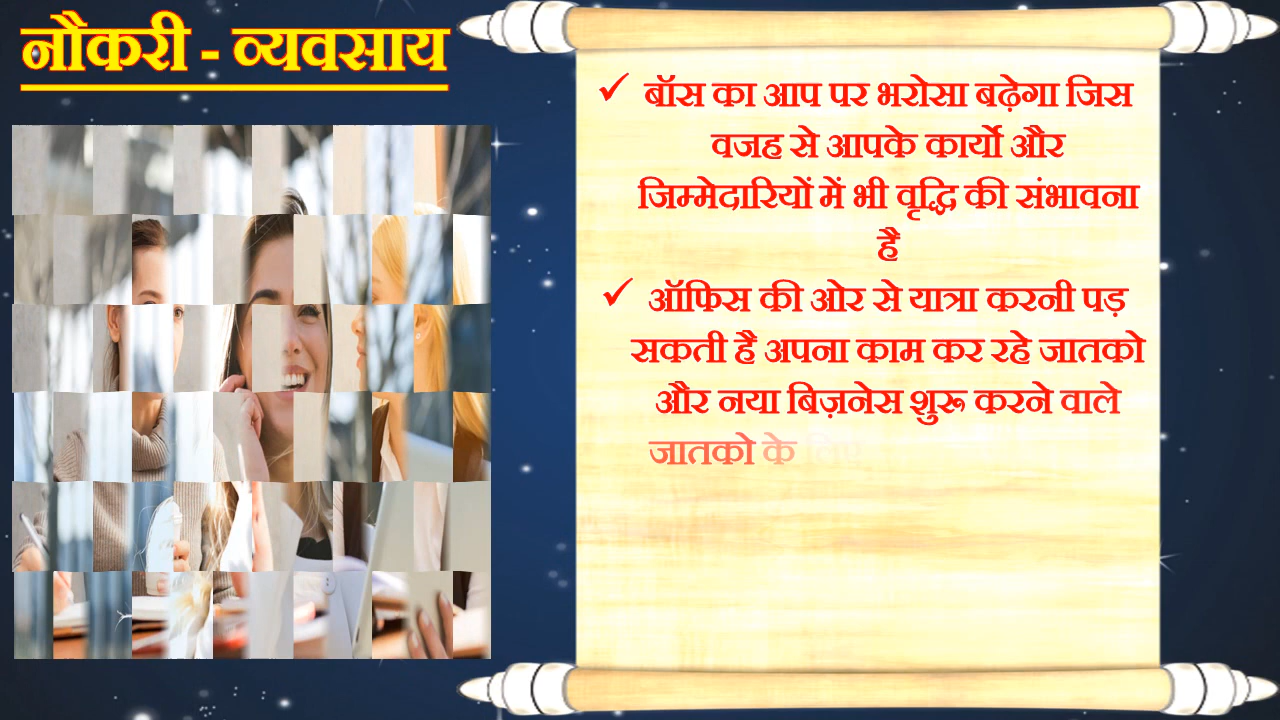 नौकरी - व्यवसाय
✓ बॉस का आप पर भरोसा बढ़ेगा जिस
वजह से आपके कार्यो और
जिम्मेदारियों में भी वृद्धि की संभावना
है
✓ ऑफिस की ओर से यात्रा करनी पड़
सकती हैं अपना काम कर रहे जातको
और नया बिज़नेस शुरू करने वाले
जातको के लिए